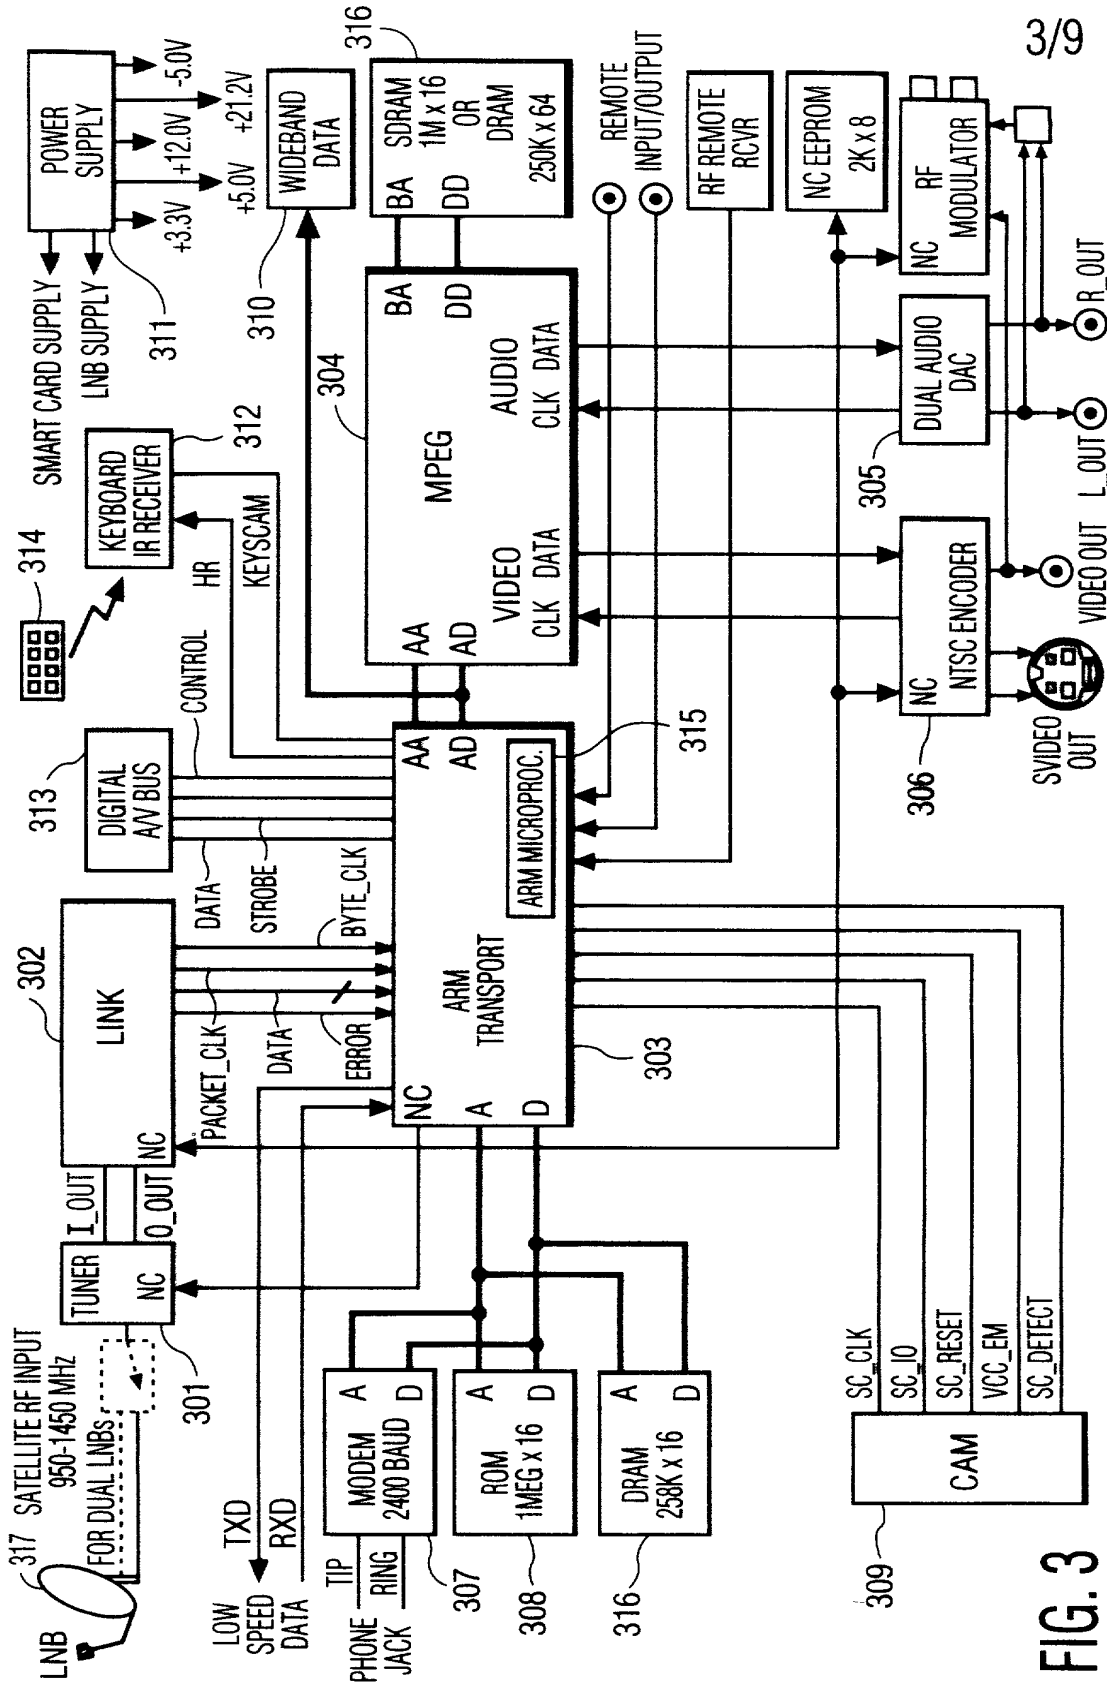 3/9
317
SATELLITE RF INPUT
950-1450 MHz
FOR DUAL LNBs
LNB
TUNER
NC
301
I_OUT
O_OUT
302
LINK
NC
PACKET_CLK
DATA
ERROR
BYTE_CLK
313
DIGITAL
A/V BUS
DATA
STROBE
CONTROL
314
KEYBOARD
IR RECEIVER
312
HR
KEYSCAM
SMART CARD SUPPLY
LNB SUPPLY
311
POWER
SUPPLY
+3.3V
+5.0V
+12.0V
+21.2V
-5.0V
310
WIDEBAND
DATA
316
SDRAM
1M x 16
OR
DRAM
250K x 64
BA
DD
LOW
SPEED
DATA
TXD
RXD
PHONE
JACK
TIP
RING
MODEM
2400 BAUD
A
D
307
ROM
1MEG x 16
A
D
308
DRAM
258K x 16
A
D
316
NC
A
D
ARM
TRANSPORT
303
AA
AD
ARM MICROPROC.
315
304
MPEG
AA
AD
BA
DD
VIDEO
CLK DATA
AUDIO
CLK DATA
REMOTE
INPUT/OUTPUT
RF REMOTE
RCVR
NC EEPROM
2K x 8
NC
RF
MODULATOR
DUAL AUDIO
DAC
305
NC
NTSC ENCODER
306
SVIDEO
OUT
VIDEO OUT
L_OUT
R_OUT
SC_CLK
SC_IO
SC_RESET
VCC_EM
SC_DETECT
CAM
309
FIG. 3